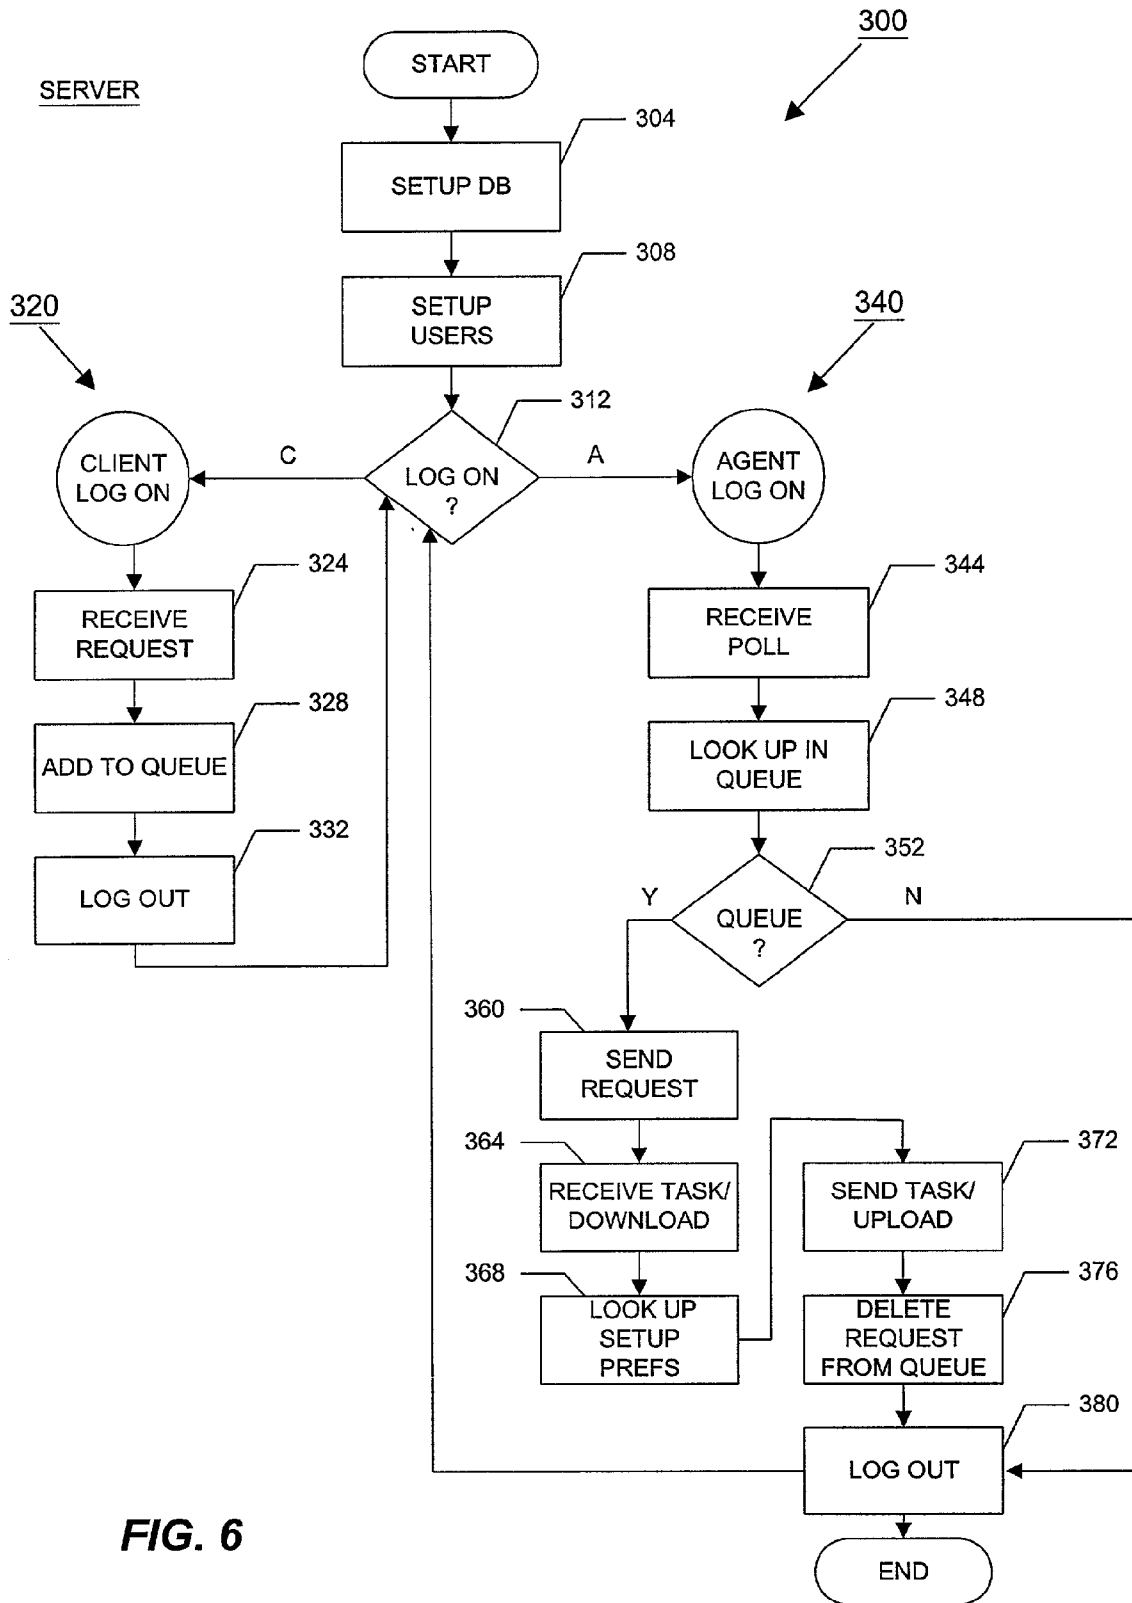 300
START
SERVER
304
SETUP DB
308
SETUP
USERS
320
340
312
CLIENT
LOG ON
C
LOG ON
?
A
AGENT
LOG ON
324
RECEIVE
REQUEST
344
RECEIVE
POLL
328
ADD TO QUEUE
348
LOOK UP IN
QUEUE
332
LOG OUT
352
Y
QUEUE
?
N
360
SEND
REQUEST
364
RECEIVE TASK/
DOWNLOAD
372
SEND TASK/
UPLOAD
368
LOOK UP
SETUP
PREFS
376
DELETE
REQUEST
FROM QUEUE
380
LOG OUT
FIG. 6
END